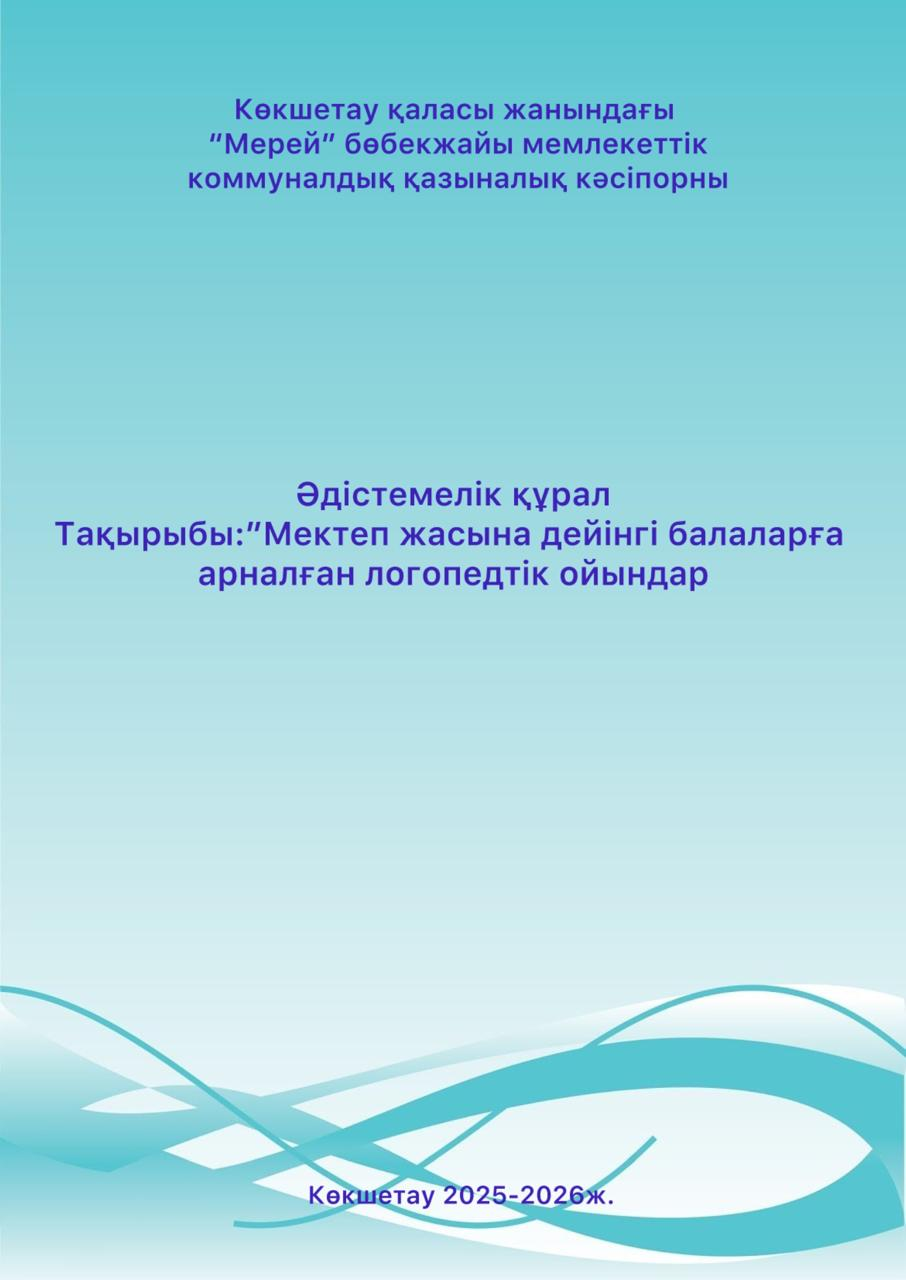 Көкшетау қаласы жанындағы
"Мерей" бөбекжайы мемлекеттік
коммуналдық қазыналық кәсіпорны
Әдістемелік құрал
Тақырыбы:"Мектеп жасына дейінгі балаларға
арналған логопедтік ойындар
Көкшетау 2025-2026ж.